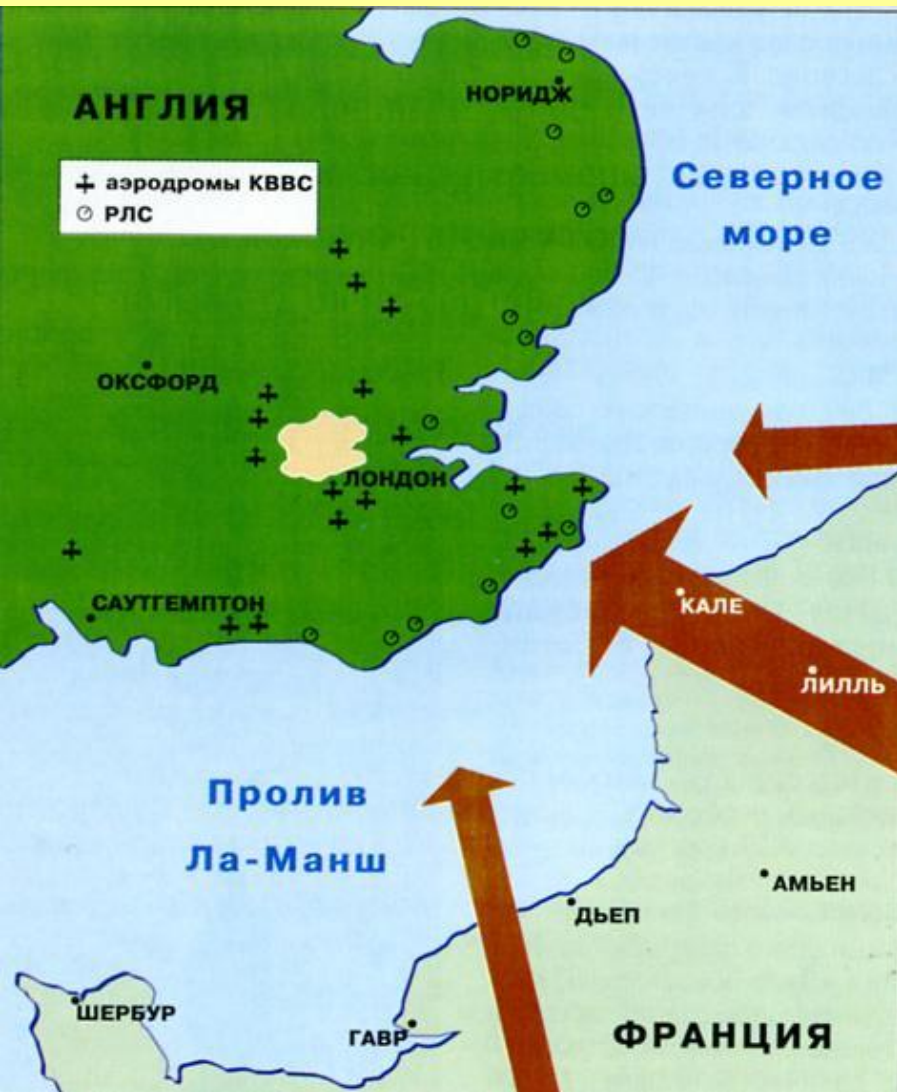 АНГЛИЯ
НОРИДЖ
аэродромы КВВС
РЛС
Северное
море
ОКСФОРД
ЛОНДОН
САУТГЕМПТОН
КАЛЕ
ЛИЛЛЬ
Пролив
Ла-Манш
АМЬЕН
ДЬЕП
ШЕРБУР
ГАВР
ФРАНЦИЯ